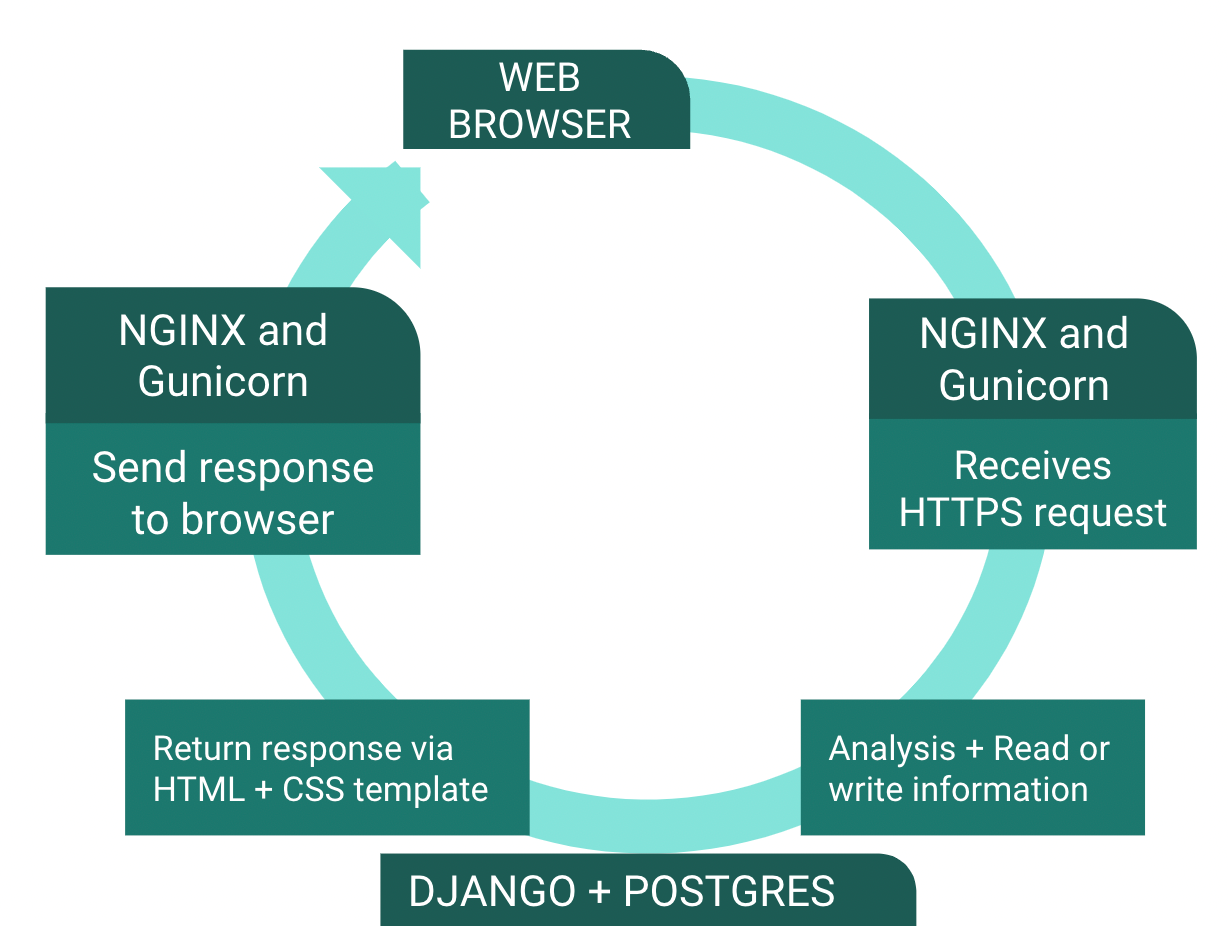 WEB
BROWSER
NGINX and
Gunicorn
Receives
HTTPS request
Analysis + Read or
write information
DJANGO + POSTGRES
Return response via
HTML + CSS template
NGINX and
Gunicorn
Send response
to browser